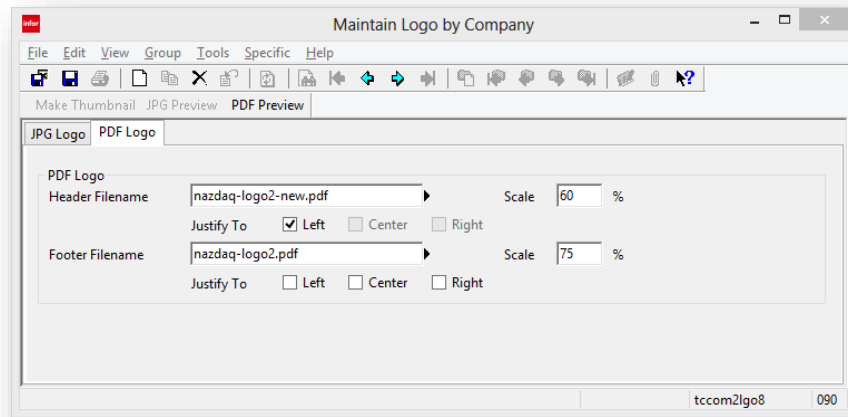 infor
Maintain Logo by Company
File Edit View Group Tools Specific Help
Make Thumbnail JPG Preview PDF Preview
JPG Logo PDF Logo
PDF Logo
Header Filename nazdaq-logo2-new.pdf Scale 60 %
Justify To Left Center Right
Footer Filename nazdaq-logo2.pdf Scale 75 %
Justify To Left Center Right
tccom2lgo8 090